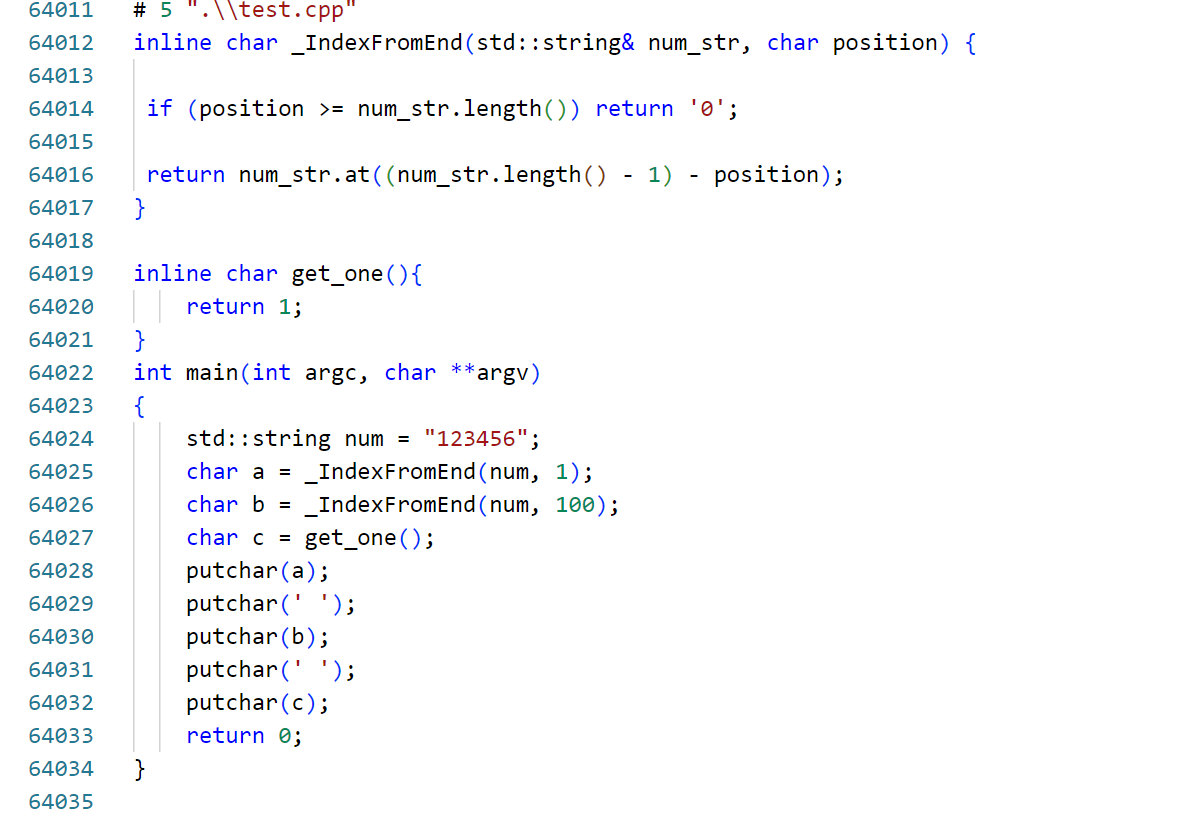 64011 # 5 ".\\test.cpp"
64012 inline char _IndexFromEnd(std::string& num_str, char position) {
64013
64014 if (position >= num_str.length()) return '0';
64015
64016 return num_str.at((num_str.length() - 1) - position);
64017 }
64018
64019 inline char get_one(){
64020 return 1;
64021 }
64022 int main(int argc, char **argv)
64023 {
64024 std::string num = "123456";
64025 char a = _IndexFromEnd(num, 1);
64026 char b = _IndexFromEnd(num, 100);
64027 char c = get_one();
64028 putchar(a);
64029 putchar(' ');
64030 putchar(b);
64031 putchar(' ');
64032 putchar(c);
64033 return 0;
64034 }
64035